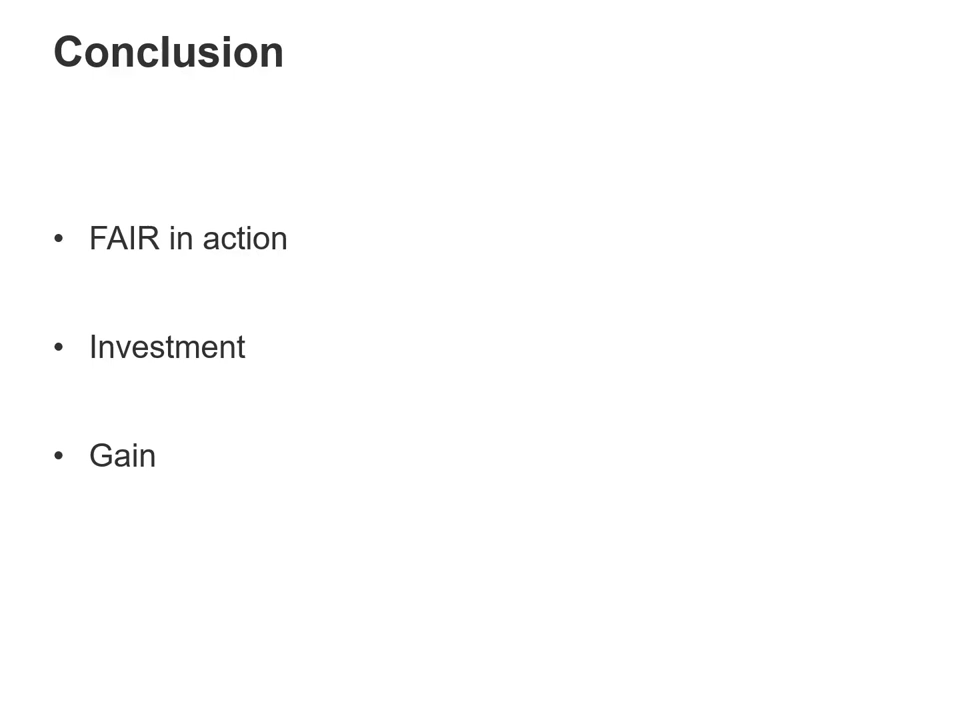 Conclusion
• FAIR in action
• Investment
• Gain